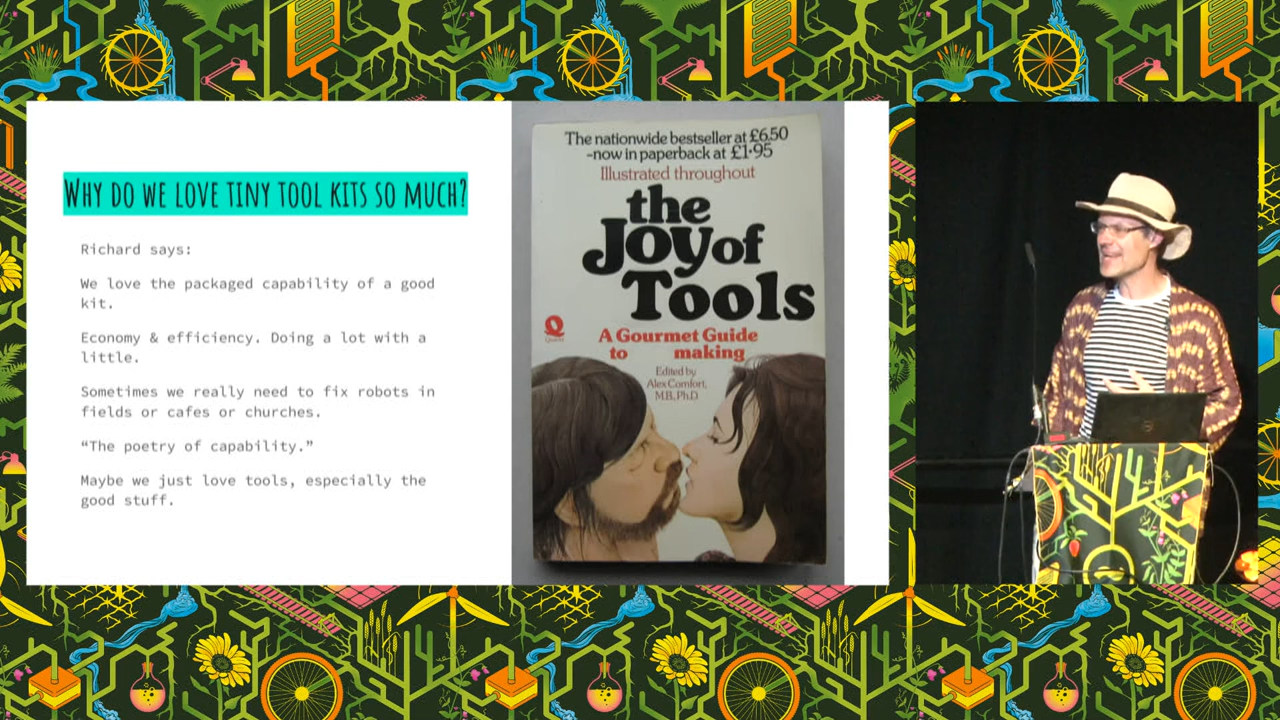 WHY DO WE LOVE TINY TOOL KITS SO MUCH?
Richard says:
We love the packaged capability of a good
kit.
Economy & efficiency. Doing a lot with a
little.
Sometimes we really need to fix robots in
fields or cafes or churches.
“The poetry of capability.”
Maybe we just love tools, especially the
good stuff.
The nationwide bestseller at £6.50
-now in paperback at £1·95
Illustrated throughout
the
Joy of
Tools
A Gourmet Guide
to making
Edited by
Alex Comfort,
M.B., Ph.D.
Q